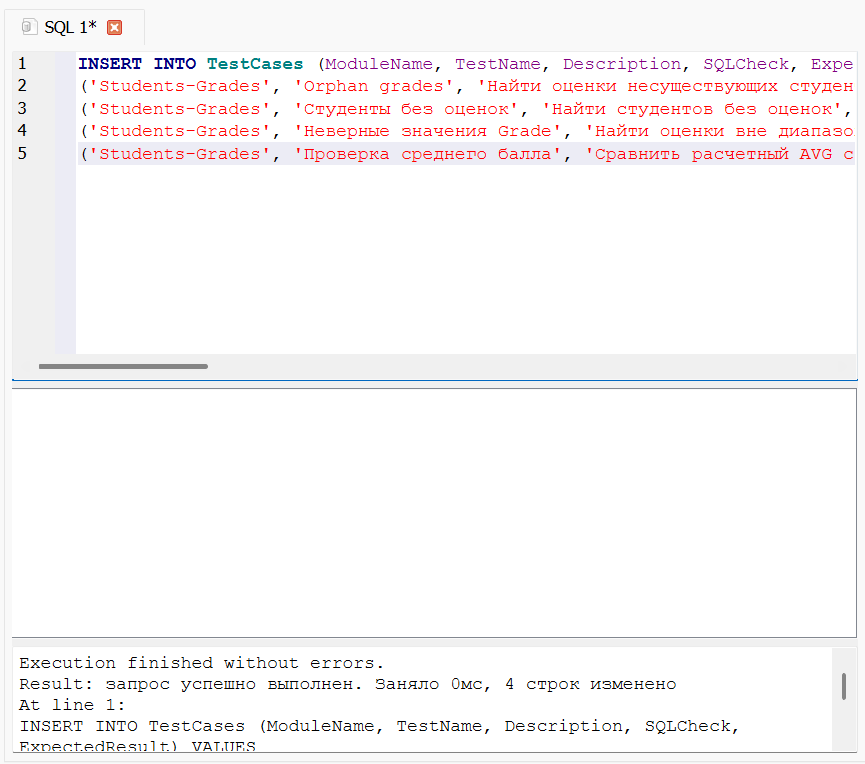 SQL 1*
1 INSERT INTO TestCases (ModuleName, TestName, Description, SQLCheck, Expe
2 ('Students-Grades', 'Orphan grades', 'Найти оценки несуществующих студен
3 ('Students-Grades', 'Студенты без оценок', 'Найти студентов без оценок',
4 ('Students-Grades', 'Неверные значения Grade', 'Найти оценки вне диапазо
5 ('Students-Grades', 'Проверка среднего балла', 'Сравнить расчетный AVG с
Execution finished without errors.
Result: запрос успешно выполнен. Заняло 0мс, 4 строк изменено
At line 1:
INSERT INTO TestCases (ModuleName, TestName, Description, SQLCheck,
ExpectedResult) VALUES